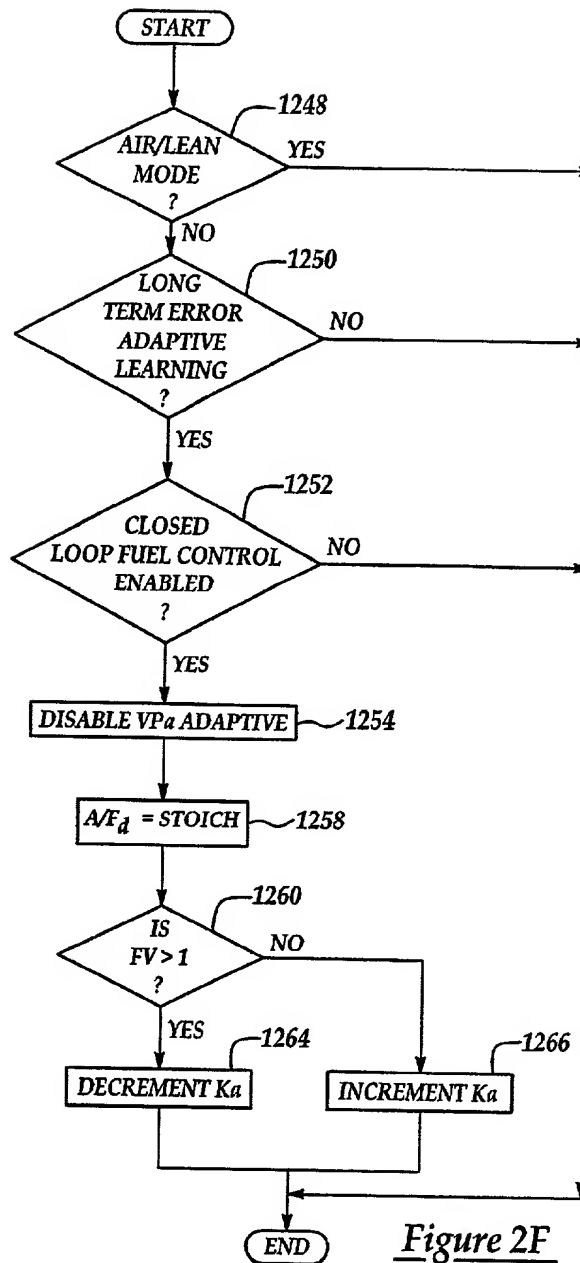 START
1248
AIR/LEAN
MODE
?
YES
NO
1250
LONG
TERM ERROR
ADAPTIVE
LEARNING
?
NO
YES
1252
CLOSED
LOOP FUEL CONTROL
ENABLED
?
NO
YES
DISABLE VPa ADAPTIVE
1254
A/Fd = STOICH
1258
1260
IS
FV > 1
?
NO
YES
1264
DECREMENT Ka
1266
INCREMENT Ka
END
Figure 2F